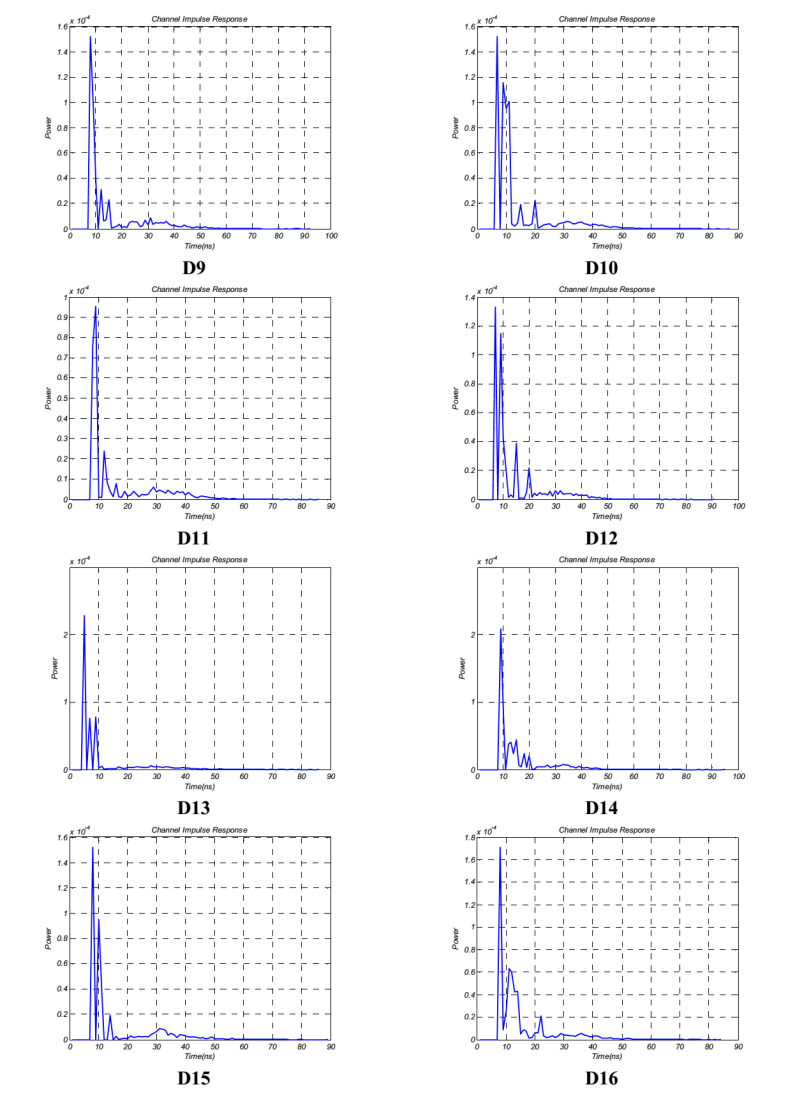 Channel Impulse Response Channel Impulse Response
x 10^-4 x 10^-4
1.6 1.6
1.4 1.4
1.2 1.2
1 1
0.8 0.8
0.6 0.6
0.4 0.4
0.2 0.2
0 0
Power Power
0 10 20 30 40 50 60 70 80 90 100 0 10 20 30 40 50 60 70 80 90
Time(ns) Time(ns)
D9 D10
Channel Impulse Response Channel Impulse Response
x 10^-4 x 10^-4
1 1.4
0.9 1.2
0.8 1
0.7 0.8
0.6 0.6
0.5 0.4
0.4 0.2
0.3 0
0.2
0.1
0
Power Power
0 10 20 30 40 50 60 70 80 90 0 10 20 30 40 50 60 70 80 90 100
Time(ns) Time(ns)
D11 D12
Channel Impulse Response Channel Impulse Response
x 10^-4 x 10^-4
2 2
1 1
0 0
Power Power
0 10 20 30 40 50 60 70 80 90 0 10 20 30 40 50 60 70 80 90 100
Time(ns) Time(ns)
D13 D14
Channel Impulse Response Channel Impulse Response
x 10^-4 x 10^-4
1.6 1.8
1.4 1.6
1.2 1.4
1 1.2
0.8 1
0.6 0.8
0.4 0.6
0.2 0.4
0 0.2
0
Power Power
0 10 20 30 40 50 60 70 80 90 0 10 20 30 40 50 60 70 80 90
Time(ns) Time(ns)
D15 D16